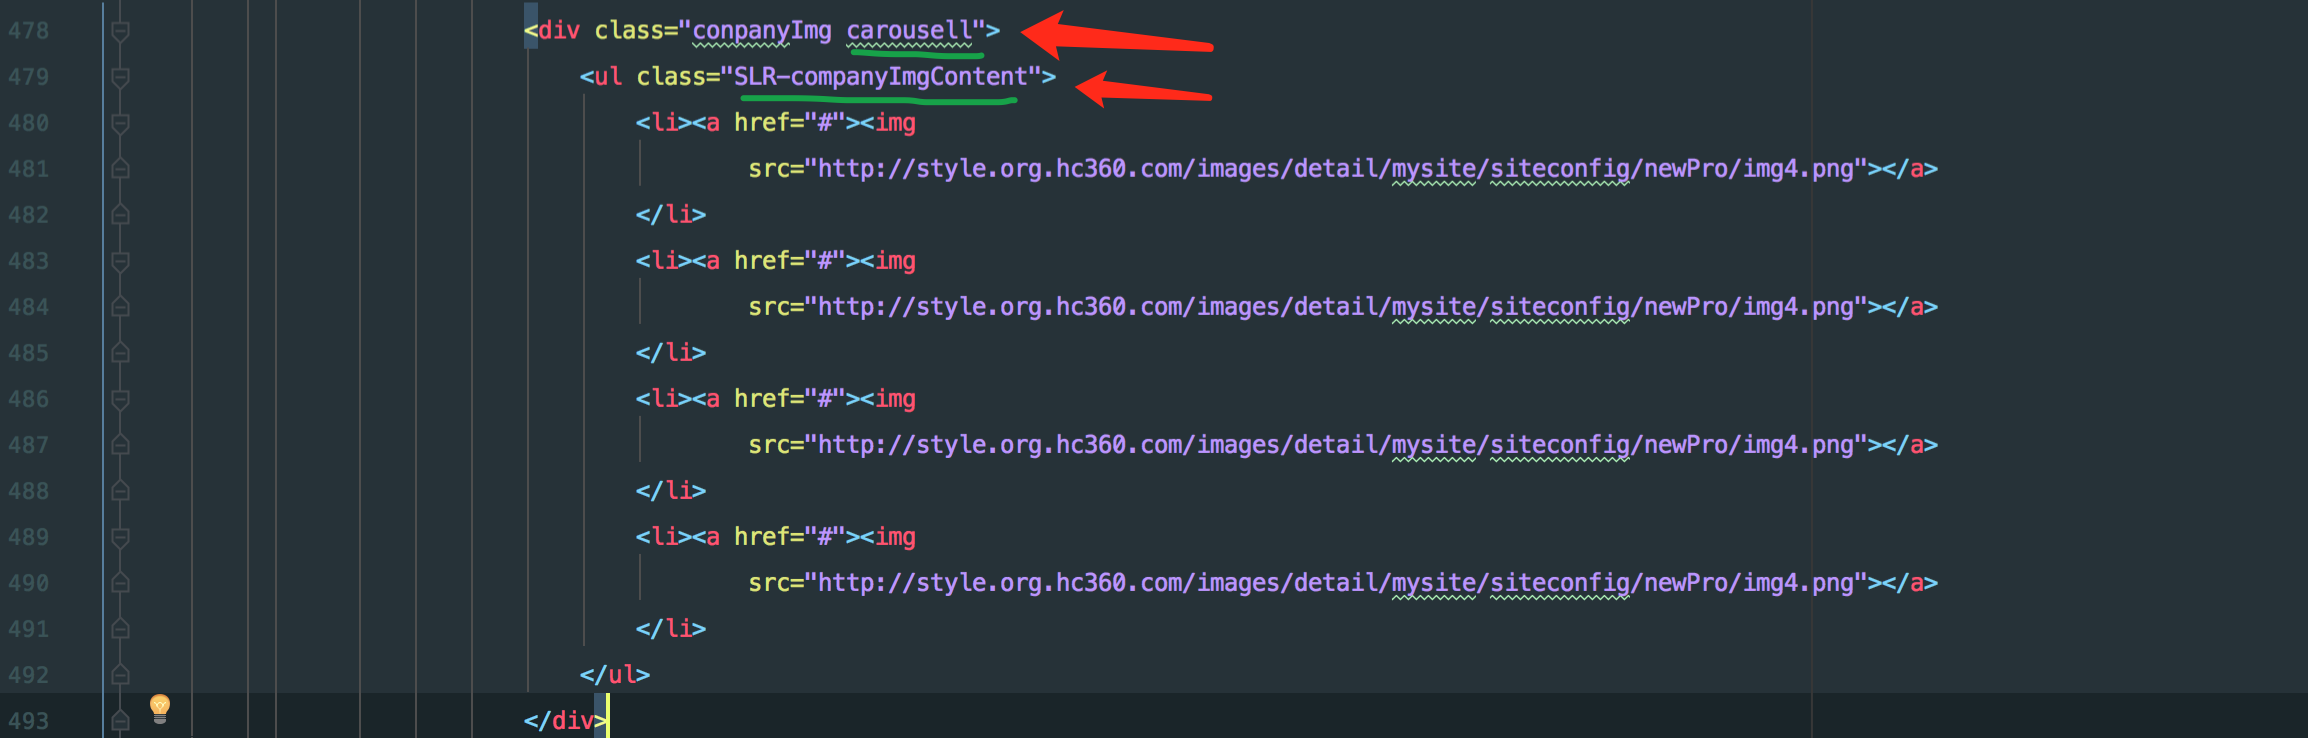 478 <div class="conpanyImg carousell">
479 <ul class="SLR-companyImgContent">
480 <li><a href="#"><img
481 src="http://style.org.hc360.com/images/detail/mysite/siteconfig/newPro/img4.png"></a>
482 </li>
483 <li><a href="#"><img
484 src="http://style.org.hc360.com/images/detail/mysite/siteconfig/newPro/img4.png"></a>
485 </li>
486 <li><a href="#"><img
487 src="http://style.org.hc360.com/images/detail/mysite/siteconfig/newPro/img4.png"></a>
488 </li>
489 <li><a href="#"><img
490 src="http://style.org.hc360.com/images/detail/mysite/siteconfig/newPro/img4.png"></a>
491 </li>
492 </ul>
493 </div>